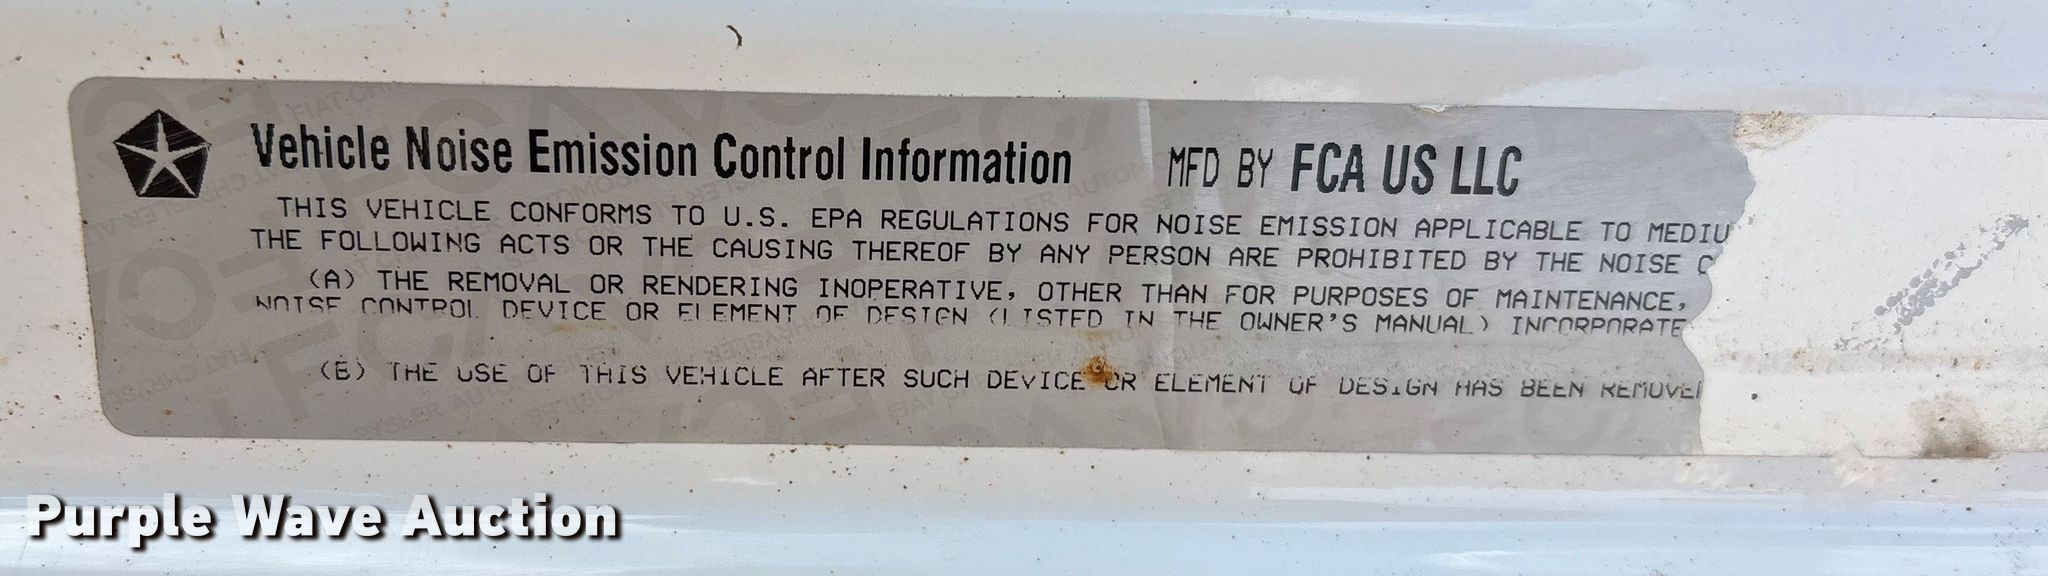 Vehicle Noise Emission Control Information MFD BY FCA US LLC
THIS VEHICLE CONFORMS TO U.S. EPA REGULATIONS FOR NOISE EMISSION APPLICABLE TO MEDIU
THE FOLLOWING ACTS OR THE CAUSING THEREOF BY ANY PERSON ARE PROHIBITED BY THE NOISE C
(A) THE REMOVAL OR RENDERING INOPERATIVE, OTHER THAN FOR PURPOSES OF MAINTENANCE,
NOISE CONTROL DEVICE OR ELEMENT OF DESIGN (LISTED IN THE OWNER'S MANUAL) INCORPORATE
(B) THE USE OF THIS VEHICLE AFTER SUCH DEVICE OR ELEMENT OF DESIGN HAS BEEN REMOVE
Purple Wave Auction